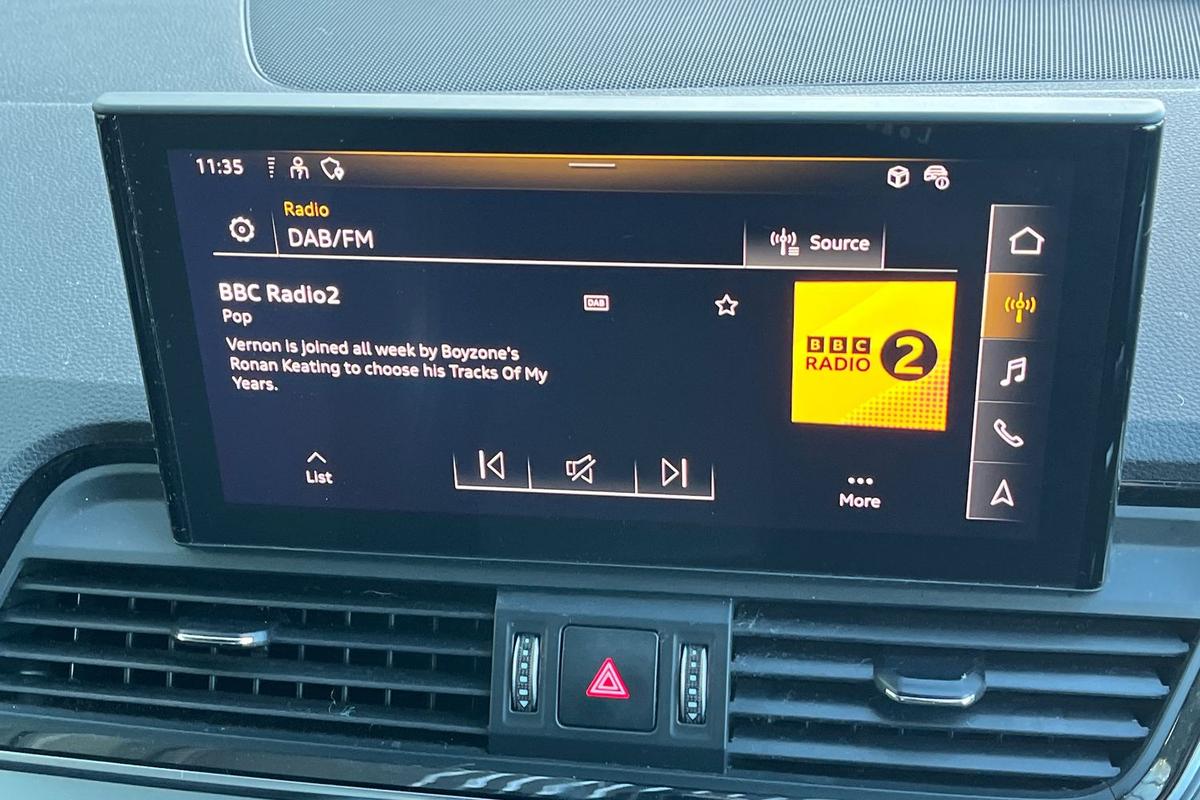 11:35
Radio
DAB/FM
Source
BBC Radio2
DAB
Pop
Vernon is joined all week by Boyzone's
Ronan Keating to choose his Tracks Of My
Years.
BBC
RADIO 2
List
More